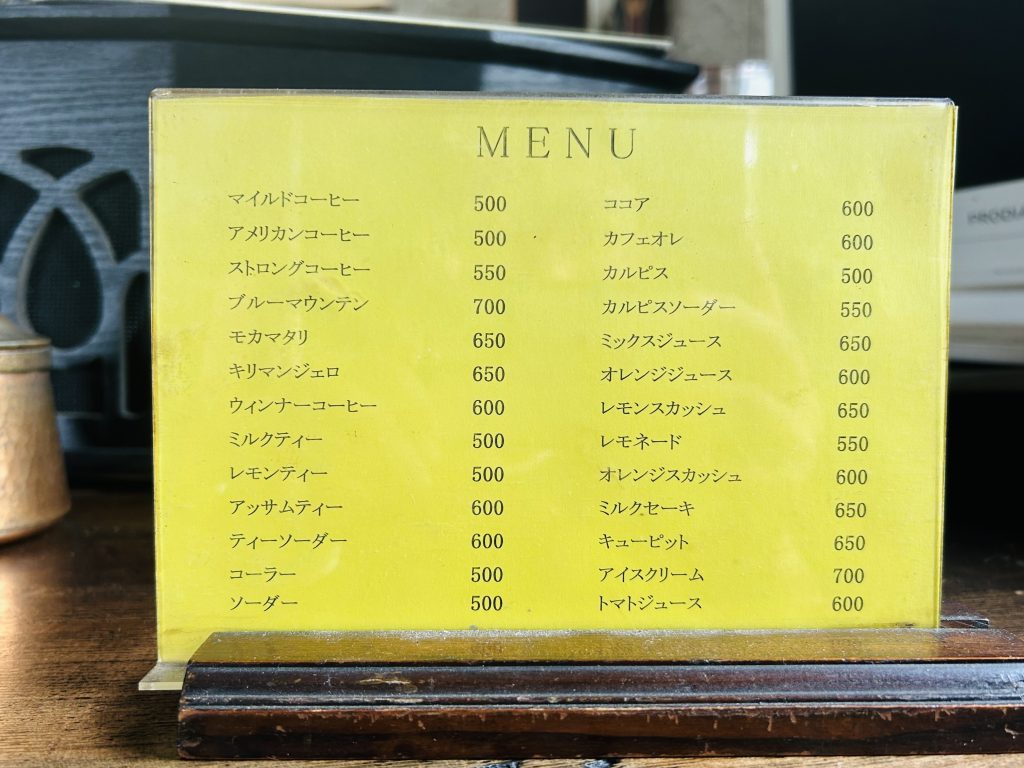 MENU
マイルドコーヒー 500
アメリカンコーヒー 500
ストロングコーヒー 550
ブルーマウンテン 700
モカマタリ 650
キリマンジェロ 650
ウィンナーコーヒー 600
ミルクティー 500
レモンティー 500
アッサムティー 600
ティーソーダー 600
コーラー 500
ソーダー 500
ココア 600
カフェオレ 600
カルピス 500
カルピスソーダー 550
ミックスジュース 650
オレンジジュース 600
レモンスカッシュ 650
レモネード 550
オレンジスカッシュ 600
ミルクセーキ 650
キューピット 650
アイスクリーム 700
トマトジュース 600